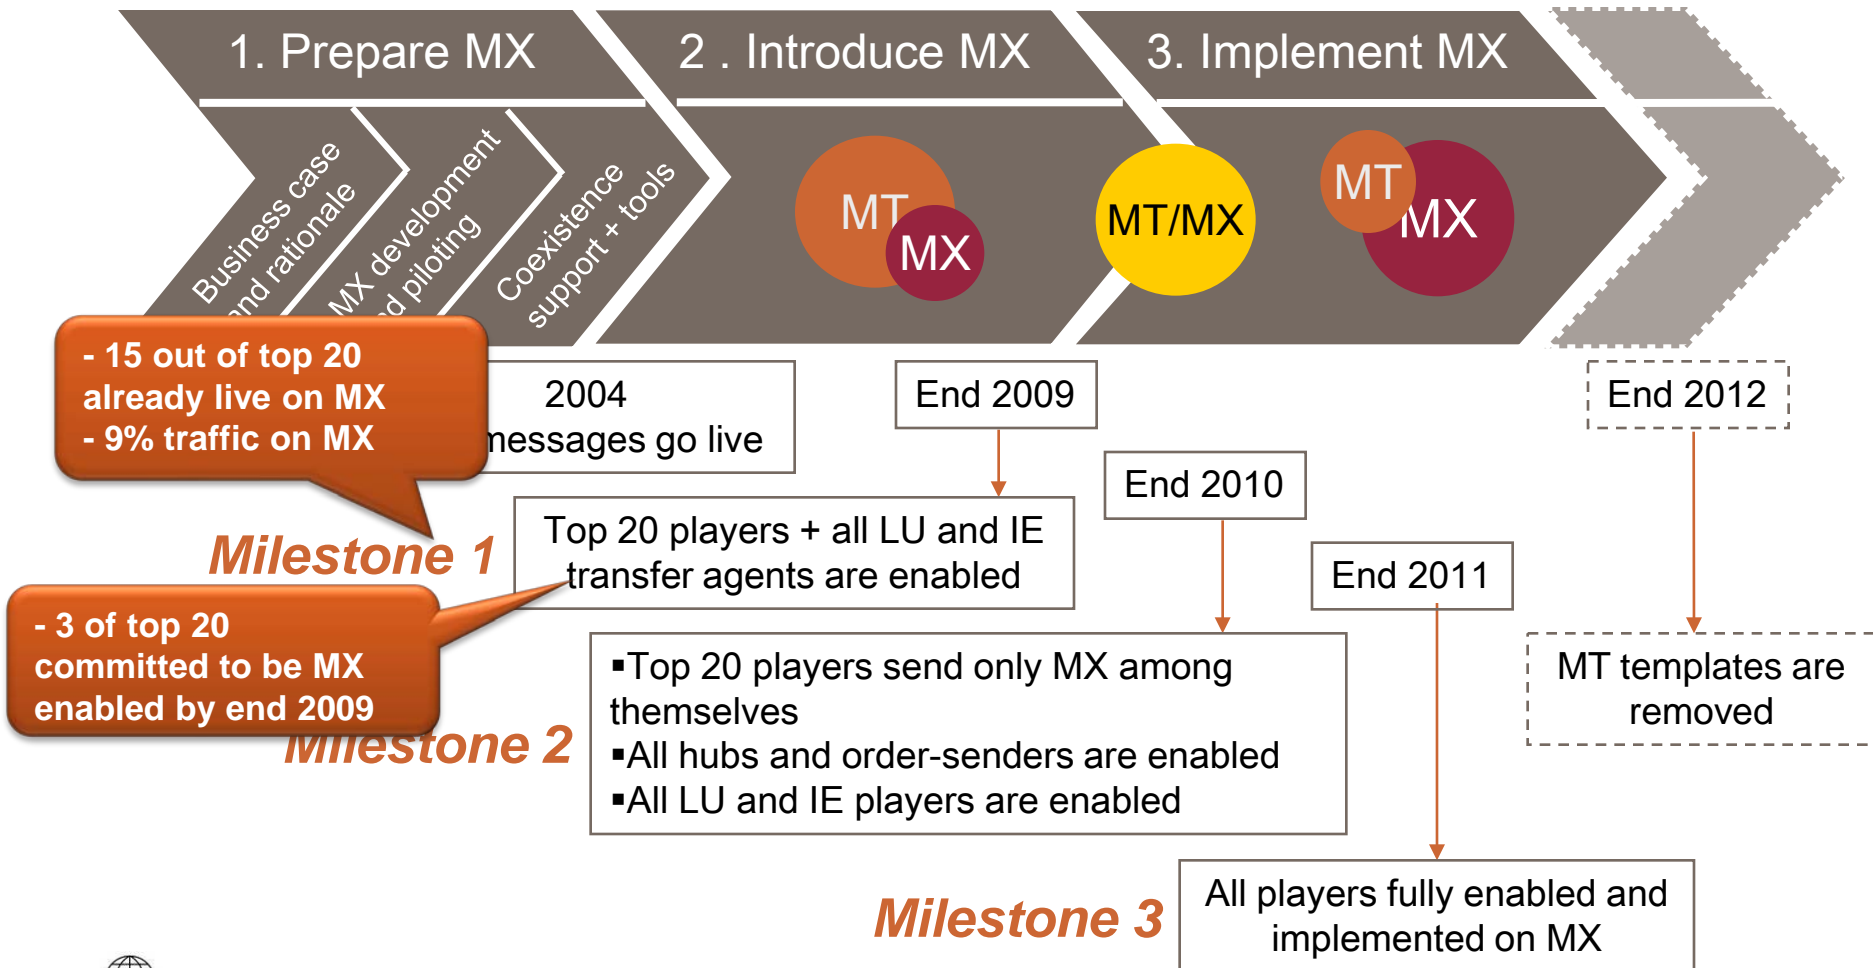 1. Prepare MX
2 . Introduce MX
3. Implement MX
Business case
and rationale
MX development
and piloting
Coexistence
support + tools
MT
MX
MT/MX
MT
MX
- 15 out of top 20
already live on MX
- 9% traffic on MX
2004
messages go live
End 2009
End 2012
End 2010
Milestone 1
Top 20 players + all LU and IE
transfer agents are enabled
End 2011
- 3 of top 20
committed to be MX
enabled by end 2009
Milestone 2
▪Top 20 players send only MX among
themselves
▪All hubs and order-senders are enabled
▪All LU and IE players are enabled
MT templates are
removed
Milestone 3
All players fully enabled and
implemented on MX